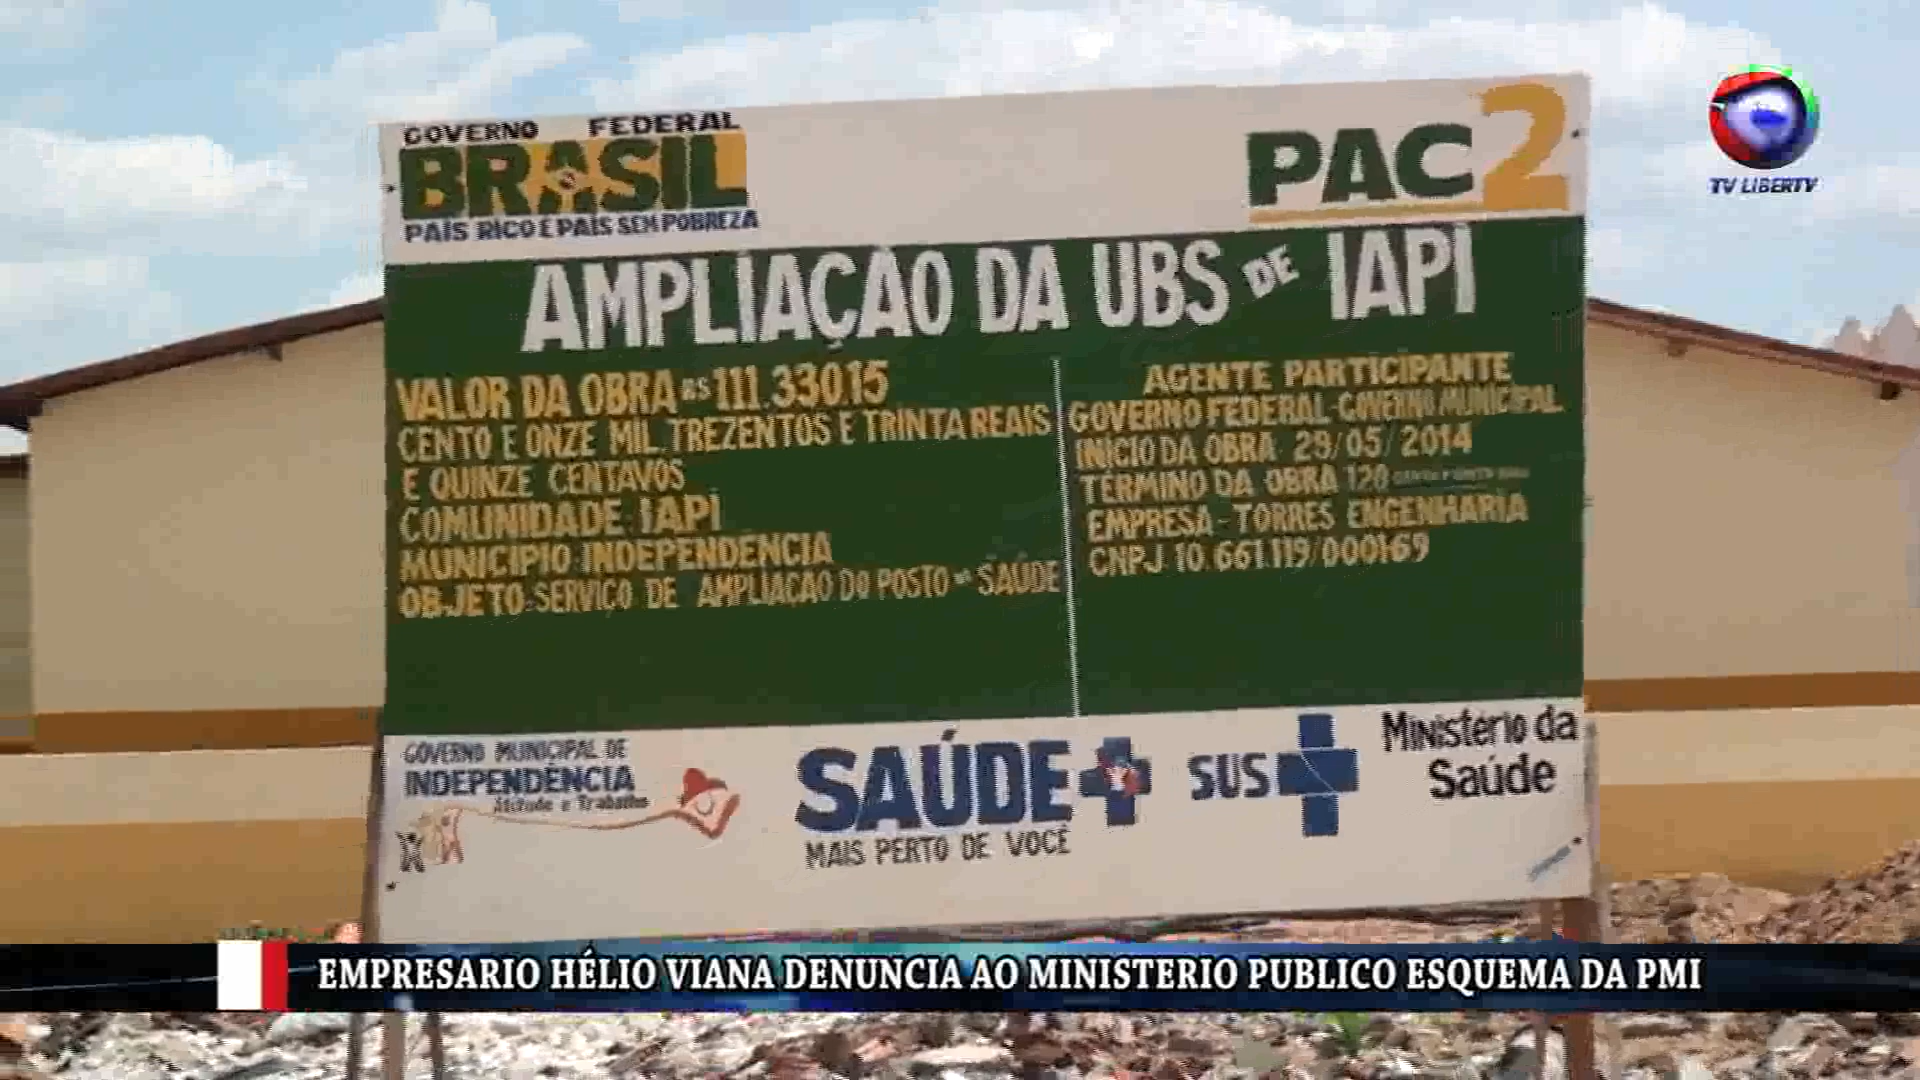 GOVERNO FEDERAL
BRASIL
PAÍS RICO É PAÍS SEM POBREZA
PAC2
TV LIBERTY
AMPLIAÇÃO DA UBS DE IAPI
VALOR DA OBRA R$ 111.330.15
CENTO E ONZE MIL, TREZENTOS E TRINTA REAIS
E QUINZE CENTAVOS
COMUNIDADE: IAPI
MUNICIPIO: INDEPENDÊNCIA
OBJETO: SERVIÇO DE AMPLIAÇÃO DO POSTO DE SAÚDE
AGENTE PARTICIPANTE
GOVERNO FEDERAL - GOVERNO MUNICIPAL
INÍCIO DA OBRA 29/05/2014
TERMINO DA OBRA 120
EMPRESA - TORRES ENGENHARIA
CNPJ 10.661.119/000169
GOVERNO MUNICIPAL DE
INDEPENDÊNCIA
Atitude e Trabalho
SAÚDE
MAIS PERTO DE VOCÊ
SUS
Ministério da
Saúde
EMPRESARIO HÉLIO VIANA DENUNCIA AO MINISTERIO PUBLICO ESQUEMA DA PMI